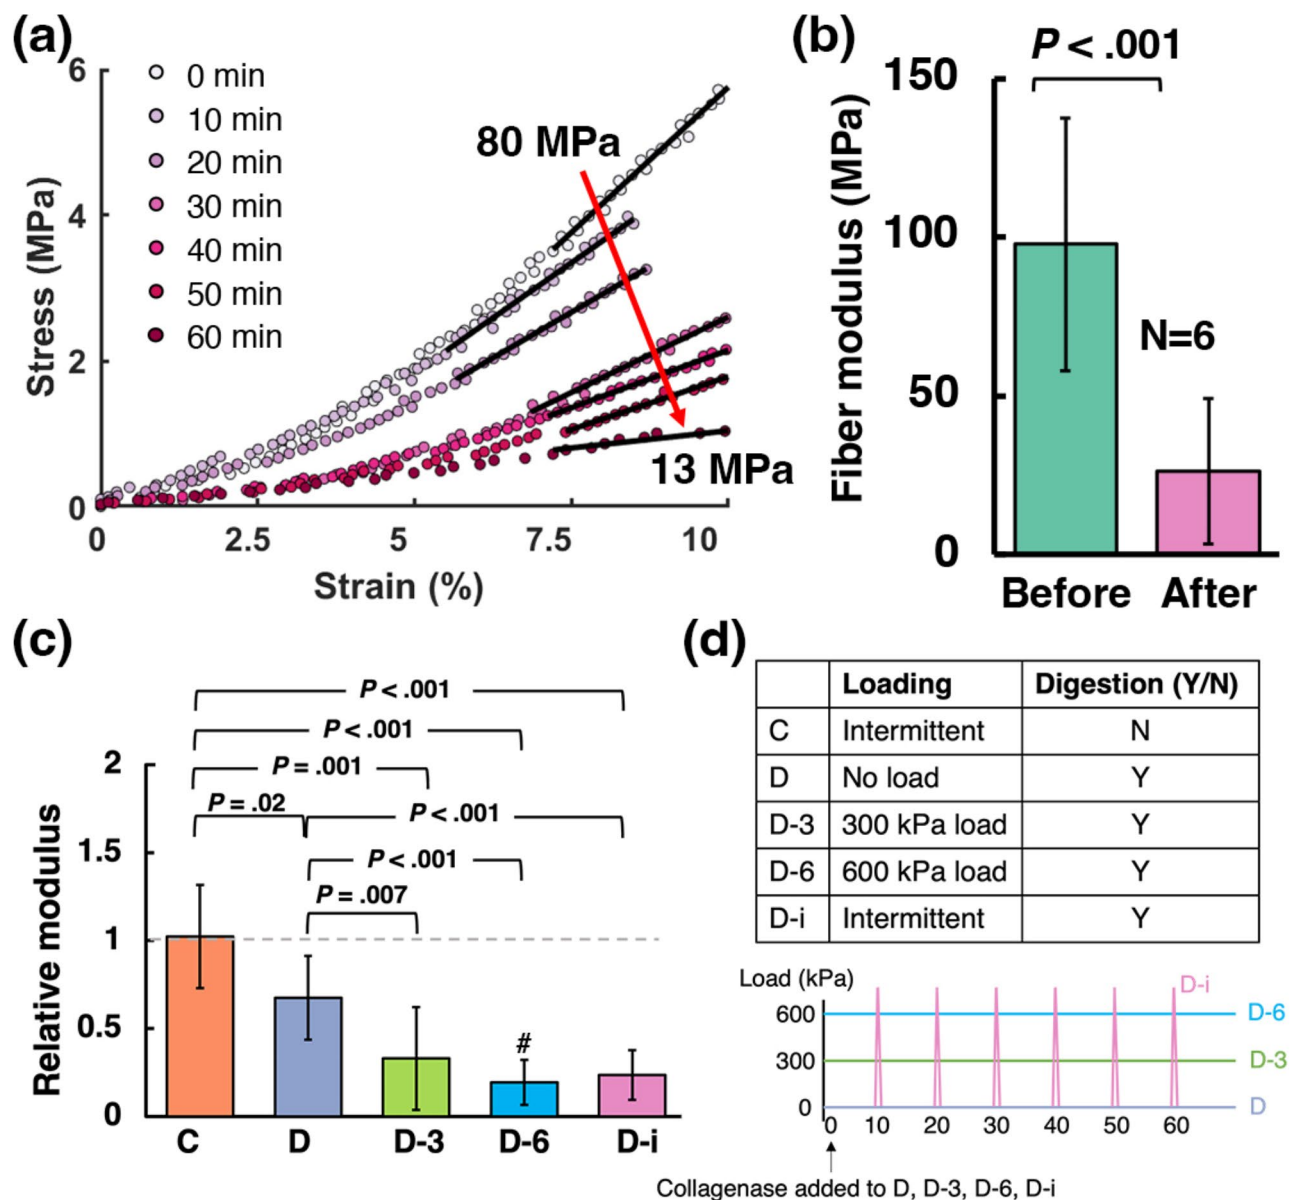 (a)
6
4
2
0
Stress (MPa)
0 min
10 min
20 min
30 min
40 min
50 min
60 min
80 MPa
13 MPa
0 2.5 5 7.5 10
Strain (%)
(b)
P < .001
150
100
50
0
Fiber modulus (MPa)
N=6
Before After
(c)
P < .001
P < .001
P = .001
P = .02 P < .001
P < .001
P = .007
2
1.5
1
0.5
0
Relative modulus
#
C D D-3 D-6 D-i
(d)
Loading Digestion (Y/N)
C Intermittent N
D No load Y
D-3 300 kPa load Y
D-6 600 kPa load Y
D-i Intermittent Y
Load (kPa)
D-i
600 D-6
300 D-3
0 D
0 10 20 30 40 50 60
Collagenase added to D, D-3, D-6, D-i